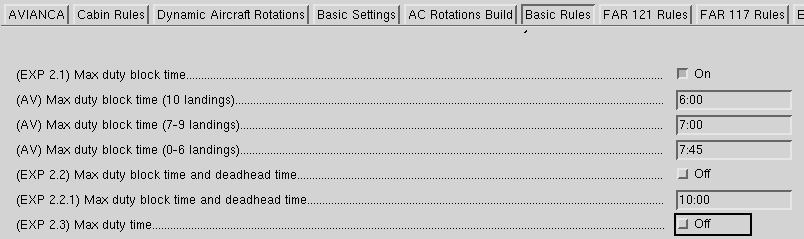 AVIANCA Cabin Rules Dynamic Aircraft Rotations Basic Settings AC Rotations Build Basic Rules FAR 121 Rules FAR 117 Rules
(EXP 2.1) Max duty block time On
(AV) Max duty block time (10 landings) 6:00
(AV) Max duty block time (7-9 landings) 7:00
(AV) Max duty block time (0-6 landings) 7:45
(EXP 2.2) Max duty block time and deadhead time Off
(EXP 2.2.1) Max duty block time and deadhead time 10:00
(EXP 2.3) Max duty time Off